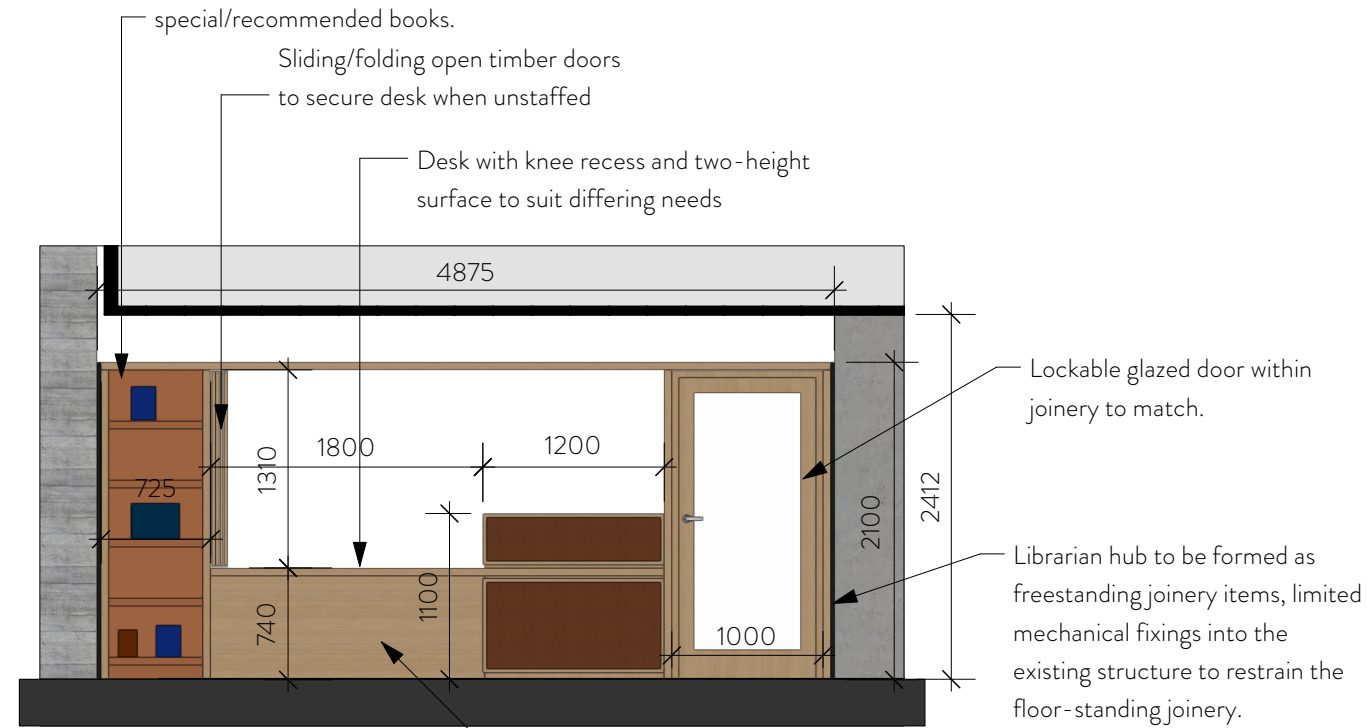 special/recommended books.
Sliding/folding open timber doors
to secure desk when unstaffed
Desk with knee recess and two-height
surface to suit differing needs
4875
Lockable glazed door within
joinery to match.
1800
1200
1310
725
2100
2412
1100
740
1000
Librarian hub to be formed as
freestanding joinery items, limited
mechanical fixings into the
existing structure to restrain the
floor-standing joinery.